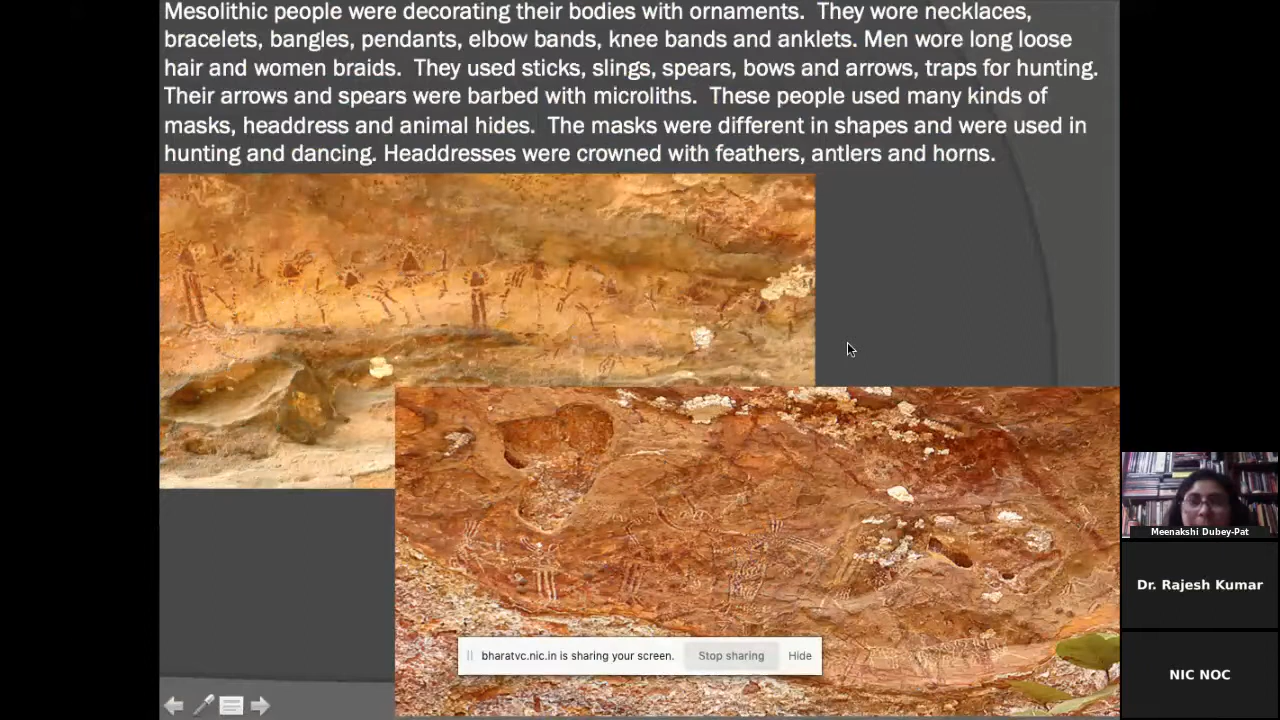 Mesolithic people were decorating their bodies with ornaments.  They wore necklaces,
bracelets, bangles, pendants, elbow bands, knee bands and anklets. Men wore long loose
hair and women braids.  They used sticks, slings, spears, bows and arrows, traps for hunting.
Their arrows and spears were barbed with microliths.  These people used many kinds of
masks, headdress and animal hides.  The masks were different in shapes and were used in
hunting and dancing. Headdresses were crowned with feathers, antlers and horns.
Meenakshi Dubey-Pat
Dr. Rajesh Kumar
bharatvc.nic.in is sharing your screen. Stop sharing Hide
NIC NOC